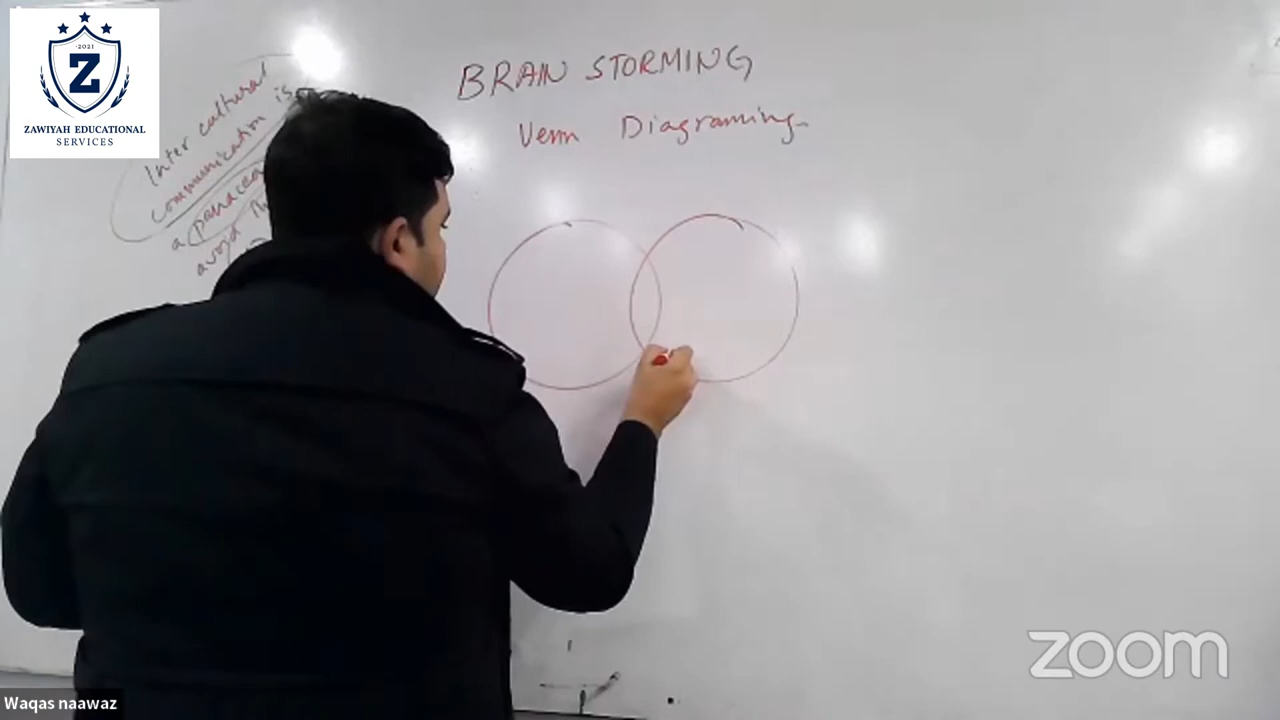 ·2021·
Z
ZAWIYAH EDUCATIONAL
SERVICES
Inter cultural
communication is
a panacea
avoid
BRAIN STORMING
Venn Diagraming
zoom
Waqas naawaz